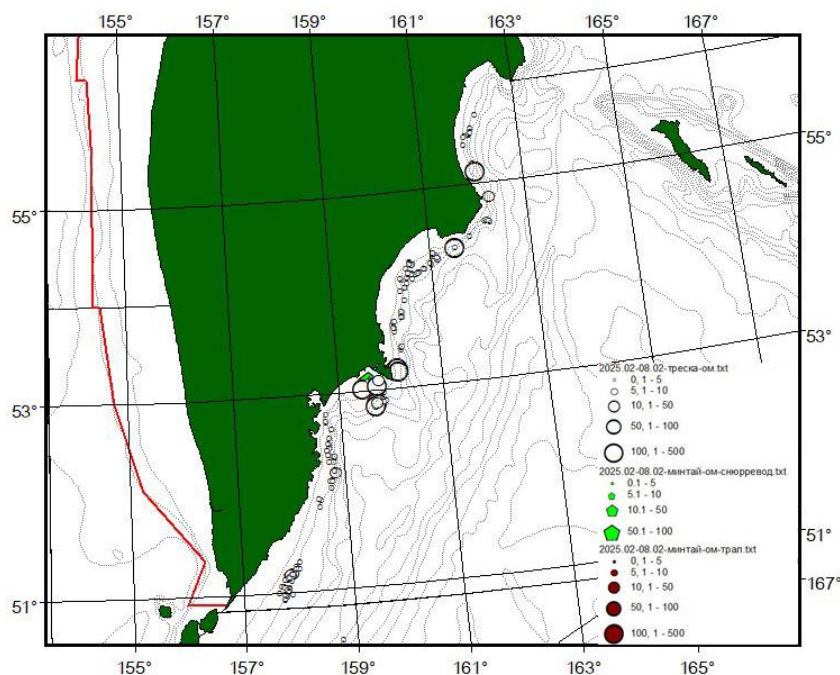 155° 157° 159° 161° 163° 165° 167°
55°
55°
53°
53°
51°
51°
167°
2025.02-08.02-треска-ом.txt
0, 1 - 5
5, 1 - 10
10, 1 - 50
50, 1 - 100
100, 1 - 500
2025.02-08.02-минтай-ом-снюрревод.txt
0.1 - 5
5.1 - 10
10.1 - 50
50.1 - 100
2025.02-08.02-минтай-ом-трал.txt
0, 1 - 5
5, 1 - 10
10, 1 - 50
50, 1 - 100
100, 1 - 500
155° 157° 159° 161° 163° 165°